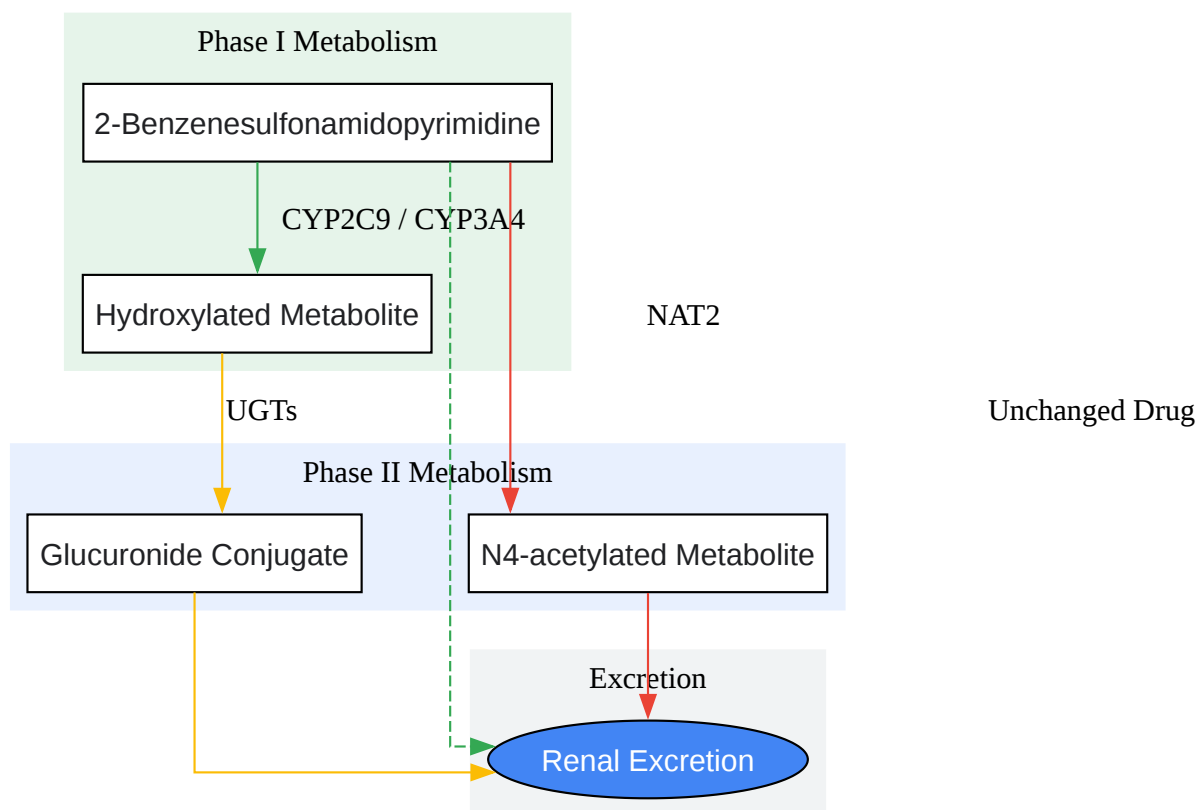 Phase I Metabolism
2-Benzenesulfonamidopyrimidine
CYP2C9 / CYP3A4
Hydroxylated Metabolite
NAT2
UGTs
Unchanged Drug
Phase II Metabolism
Glucuronide Conjugate
N4-acetylated Metabolite
Excretion
Renal Excretion